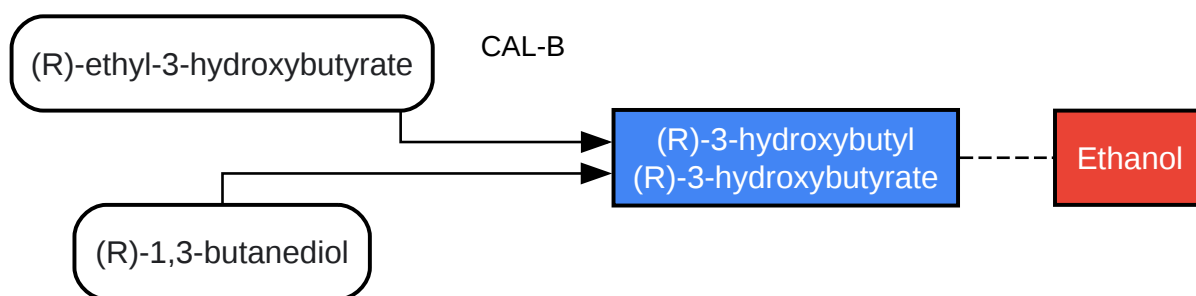 (R)-ethyl-3-hydroxybutyrate
CAL-B
(R)-3-hydroxybutyl
(R)-3-hydroxybutyrate
Ethanol
(R)-1,3-butanediol